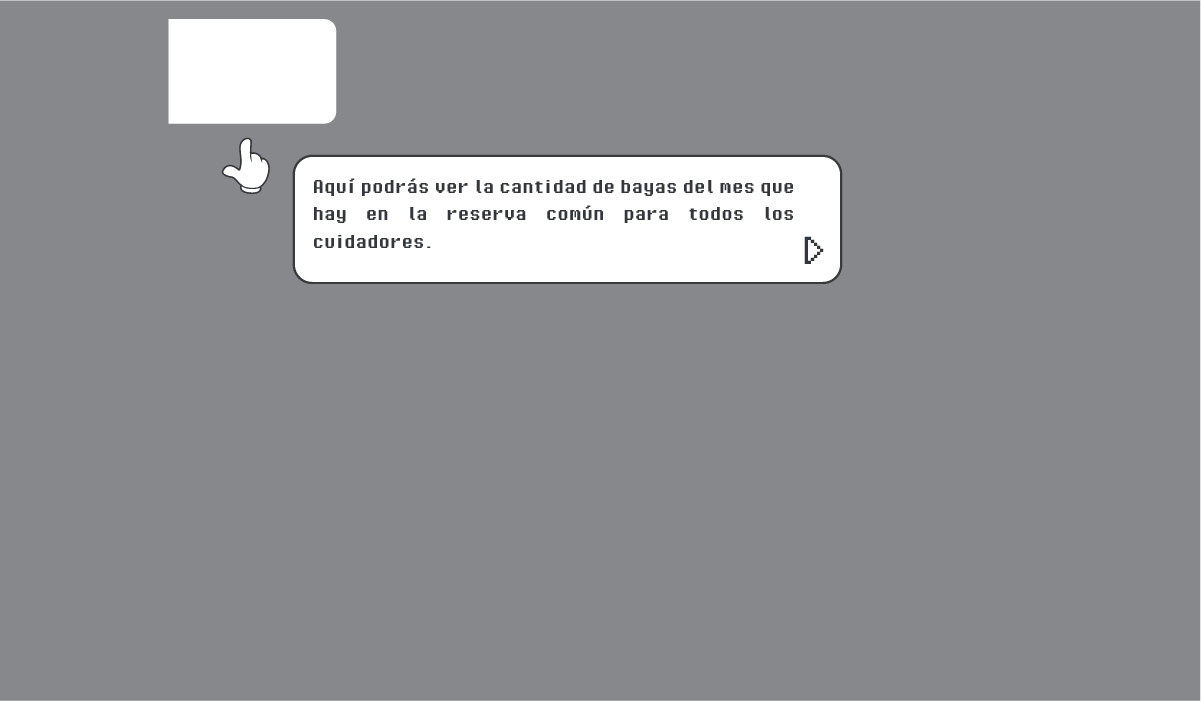 Aquí podrás ver la cantidad de bayas del mes que
hay en la reserva común para todos los
cuidadores.